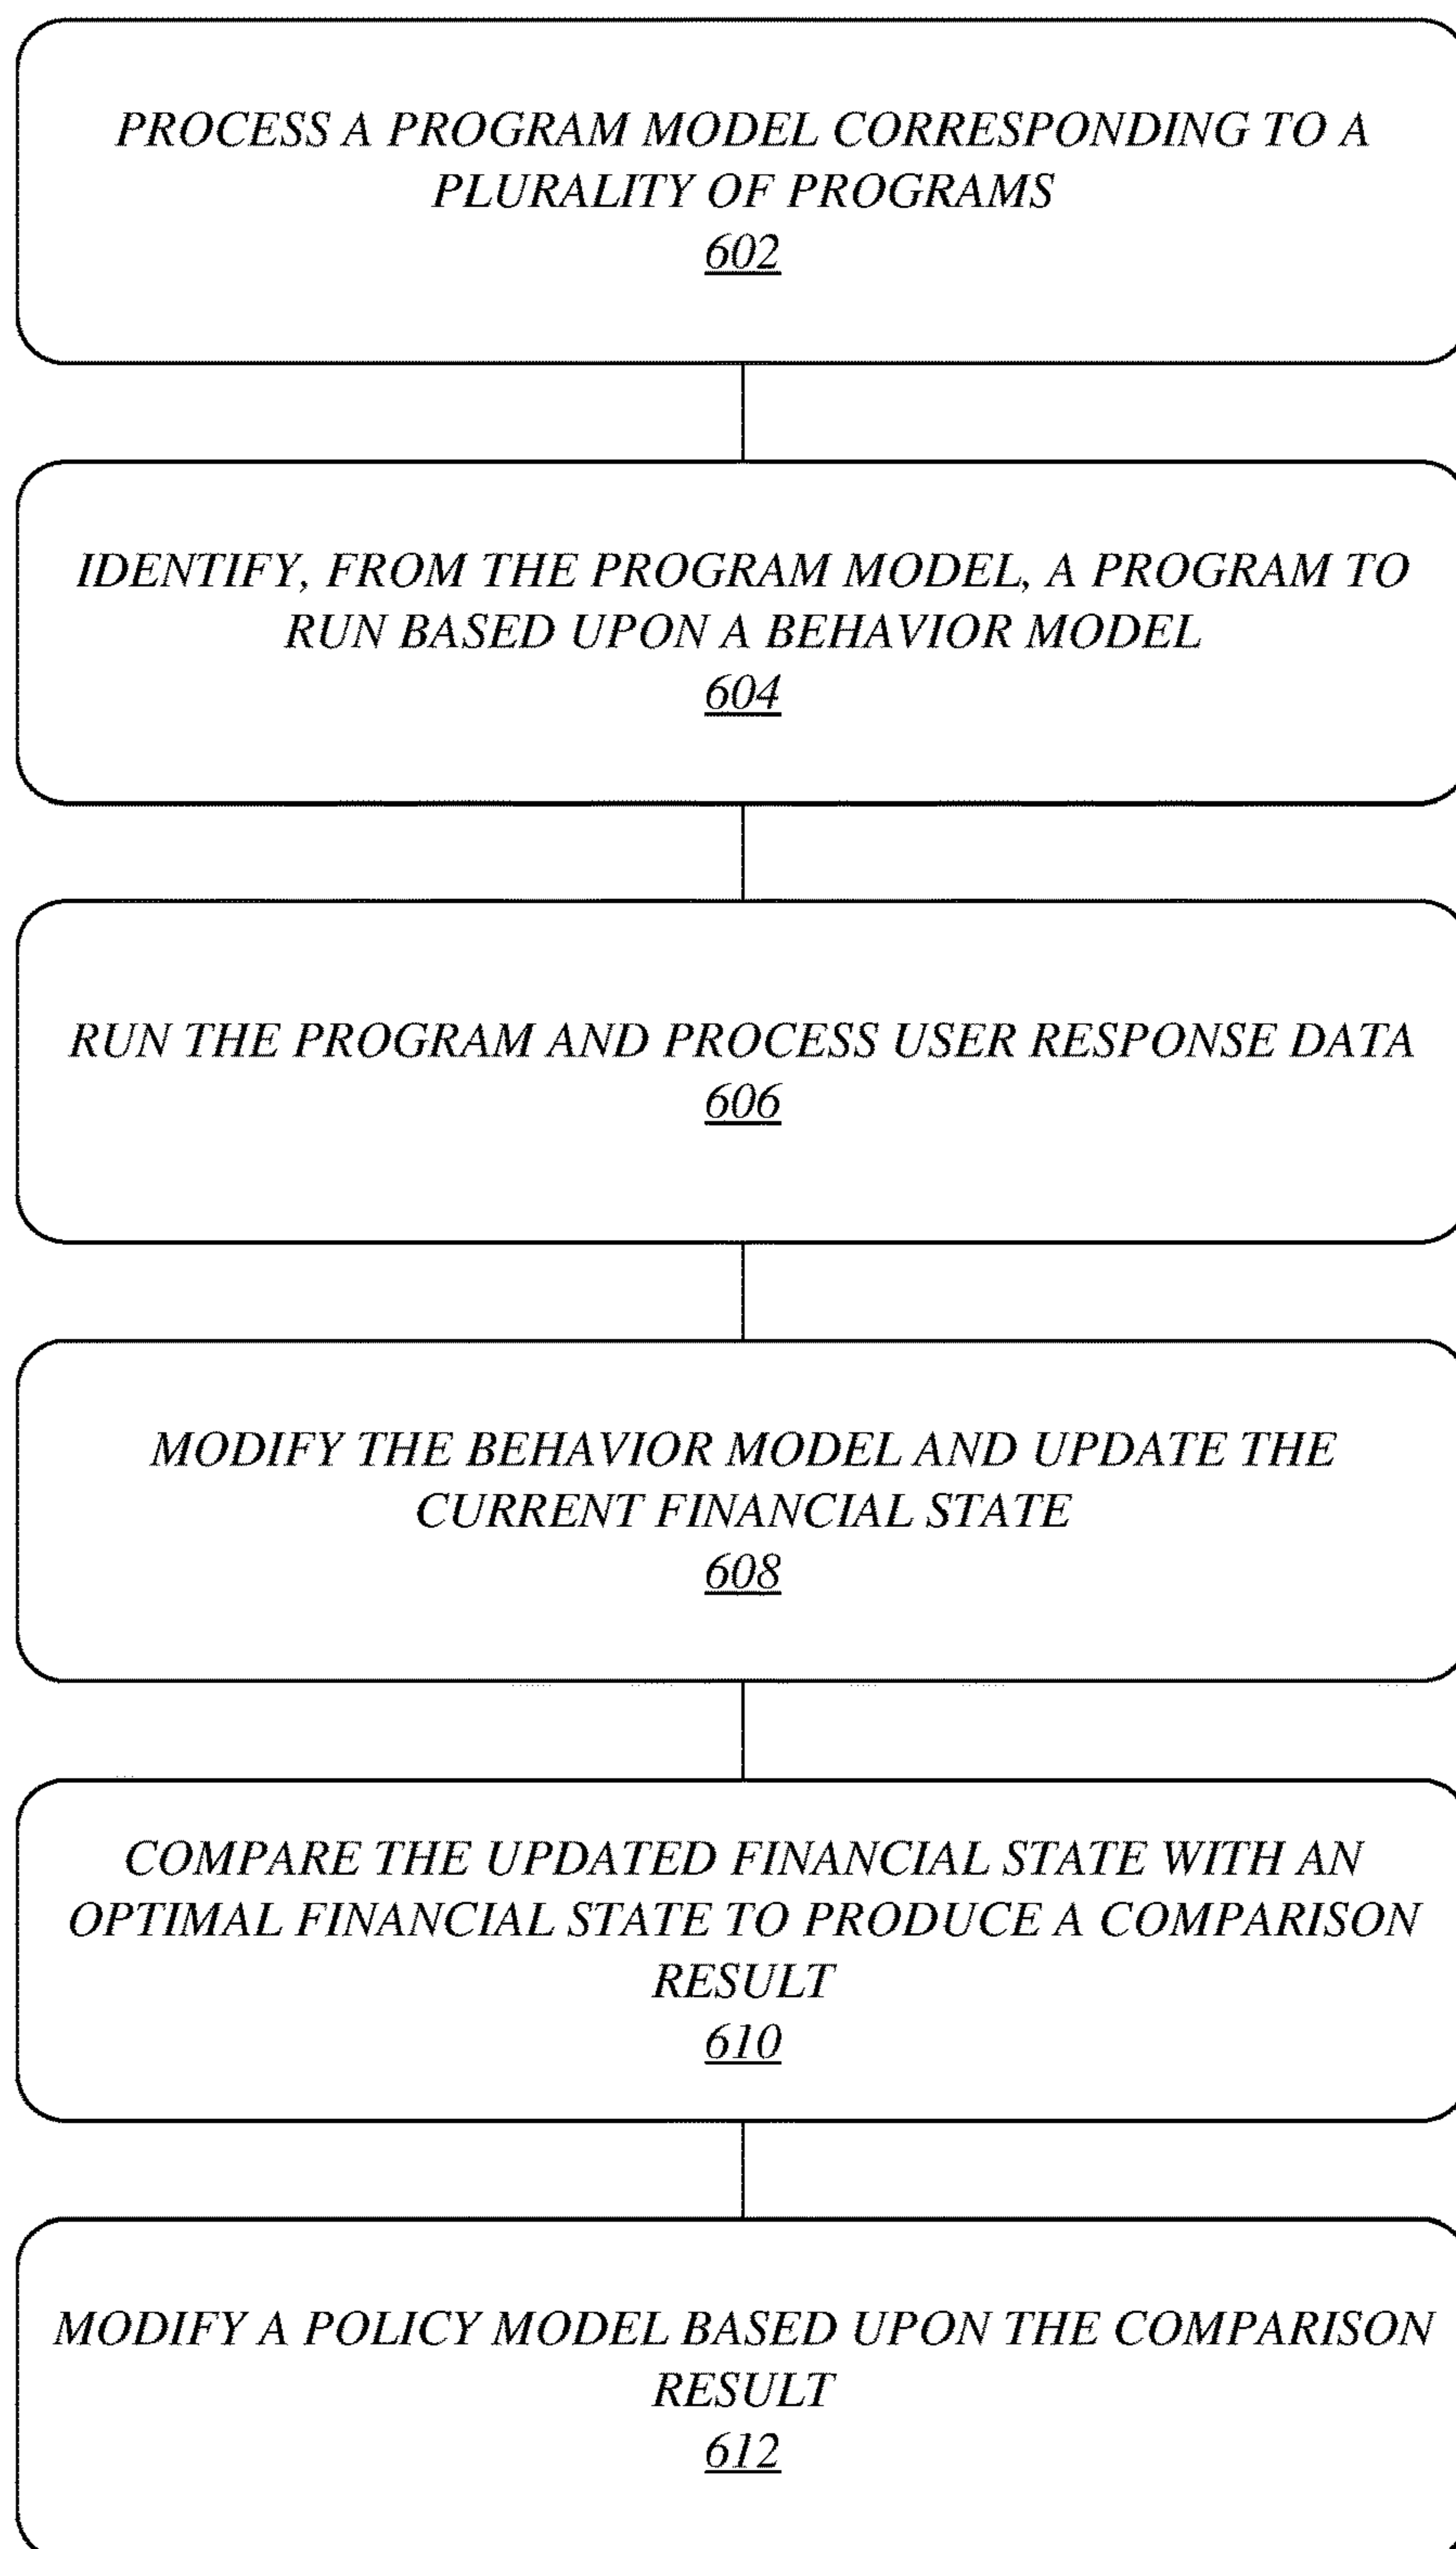 PROCESS A PROGRAM MODEL CORRESPONDING TO A
PLURALITY OF PROGRAMS
602
IDENTIFY, FROM THE PROGRAM MODEL, A PROGRAM TO
RUN BASED UPON A BEHAVIOR MODEL
604
RUN THE PROGRAM AND PROCESS USER RESPONSE DATA
606
MODIFY THE BEHAVIOR MODEL AND UPDATE THE
CURRENT FINANCIAL STATE
608
COMPARE THE UPDATED FINANCIAL STATE WITH AN
OPTIMAL FINANCIAL STATE TO PRODUCE A COMPARISON
RESULT
610
MODIFY A POLICY MODEL BASED UPON THE COMPARISON
RESULT
612